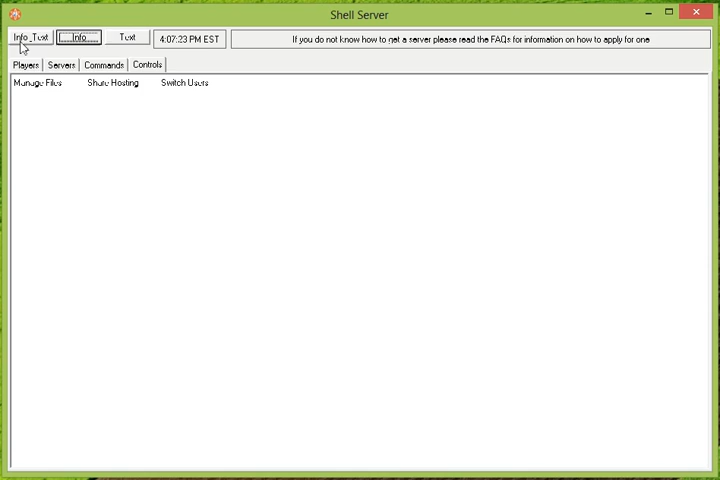 Shell Server
Info_Text Info Text 4:07:23 PM EST If you do not know how to get a server please read the FAQs for information on how to apply for one
Players Servers Commands Controls
Manage Files Share Hosting Switch Users